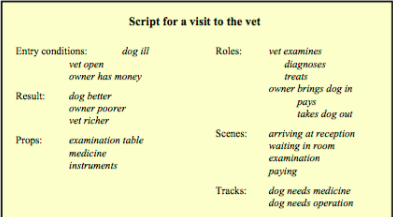 Script for a visit to the vet
Entry conditions: dog ill
vet open
owner has money
Result: dog better
owner poorer
vet richer
Props: examination table
medicine
instruments
Roles: vet examines
diagnoses
treats
owner brings dog in
pays
takes dog out
Scenes: arriving at reception
waiting in room
examination
paying
Tracks: dog needs medicine
dog needs operation